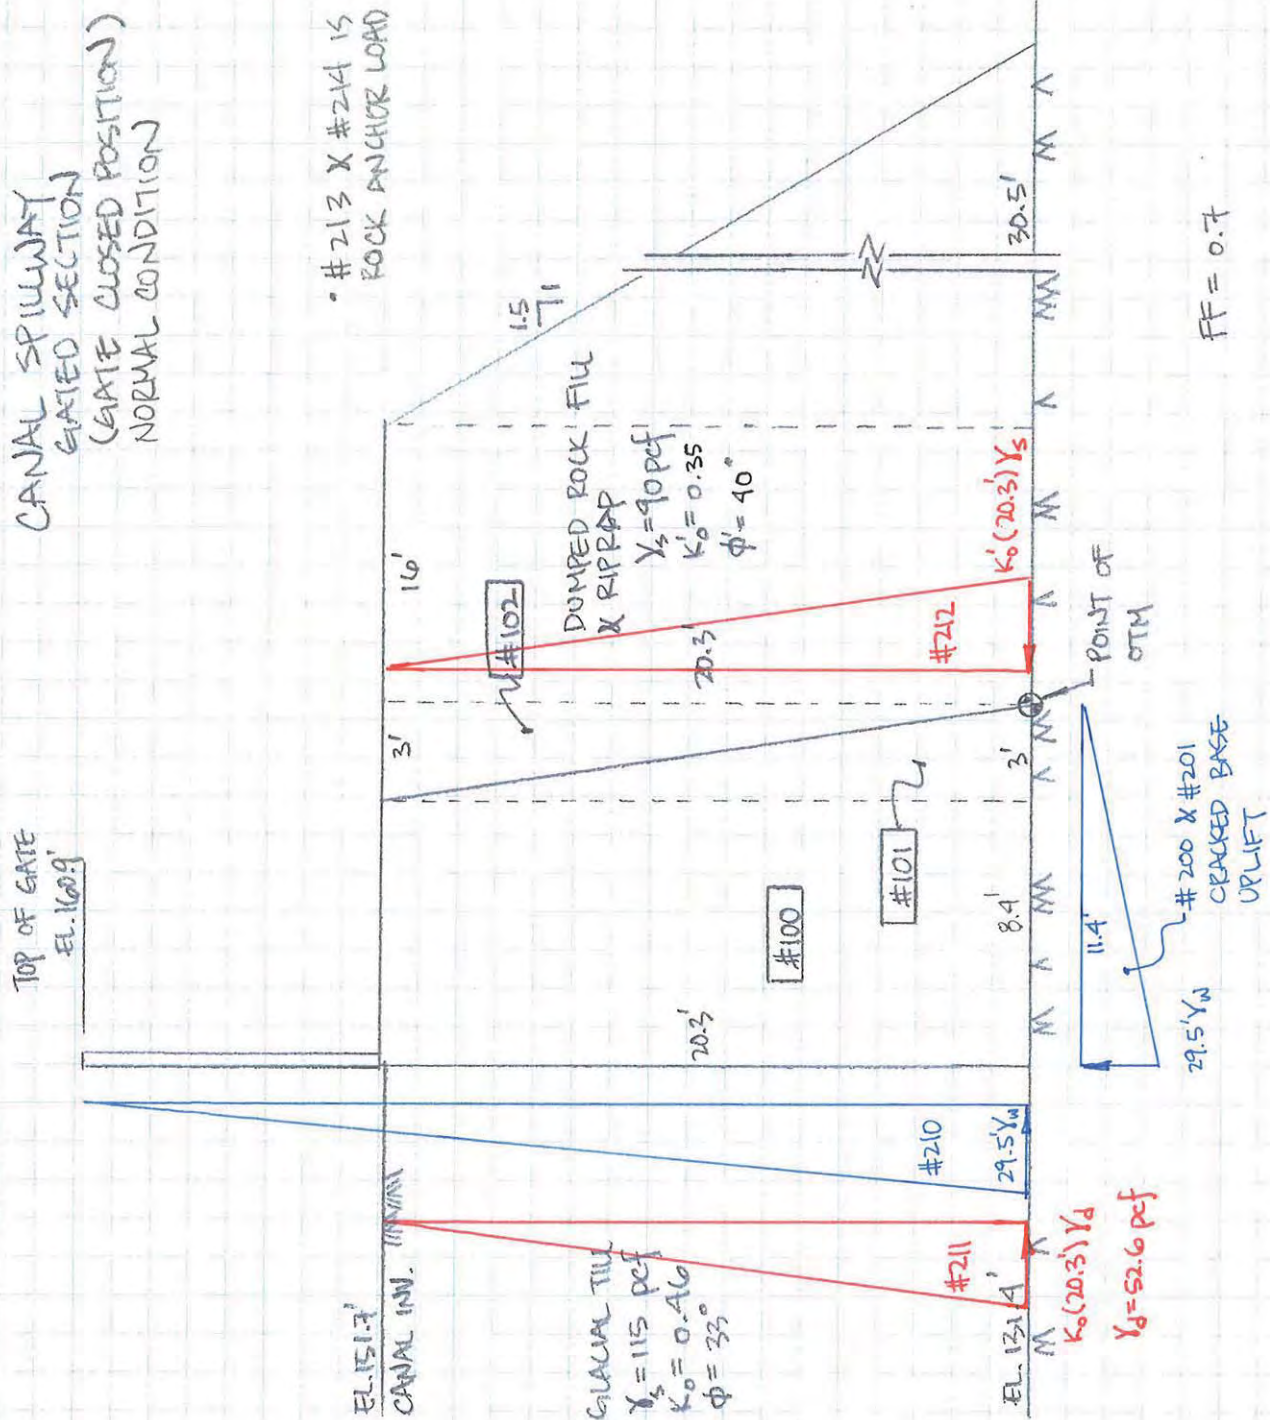 CANAL SPILLWAY
GATED SECTION
(GATE CLOSED POSITION)
NORMAL CONDITION
• #213 & #214 IS
ROCK ANCHOR LOAD
TOP OF GATE
EL. 160.9'
EL. 151.7'
CANAL INV.
3'
16'
1.5
1
#102
DUMPED ROCK FILL
& RIPRAP
γs = 90 pcf
K'o = 0.35
φ' = 40°
GLACIAL TILL
γs = 115 pcf
Ko = 0.46
φ = 33°
20.3'
20.3'
#100
#101
#211
#210
#212
29.5'γw
K'o(20.3')γs
EL. 131.4'
8.4'
3'
30.5'
Ko(20.3')γd
γd = 52.6 pcf
11.4'
29.5'γw
#200 & #201
CRACKED BASE
UPLIFT
POINT OF
OTM
FF = 0.7